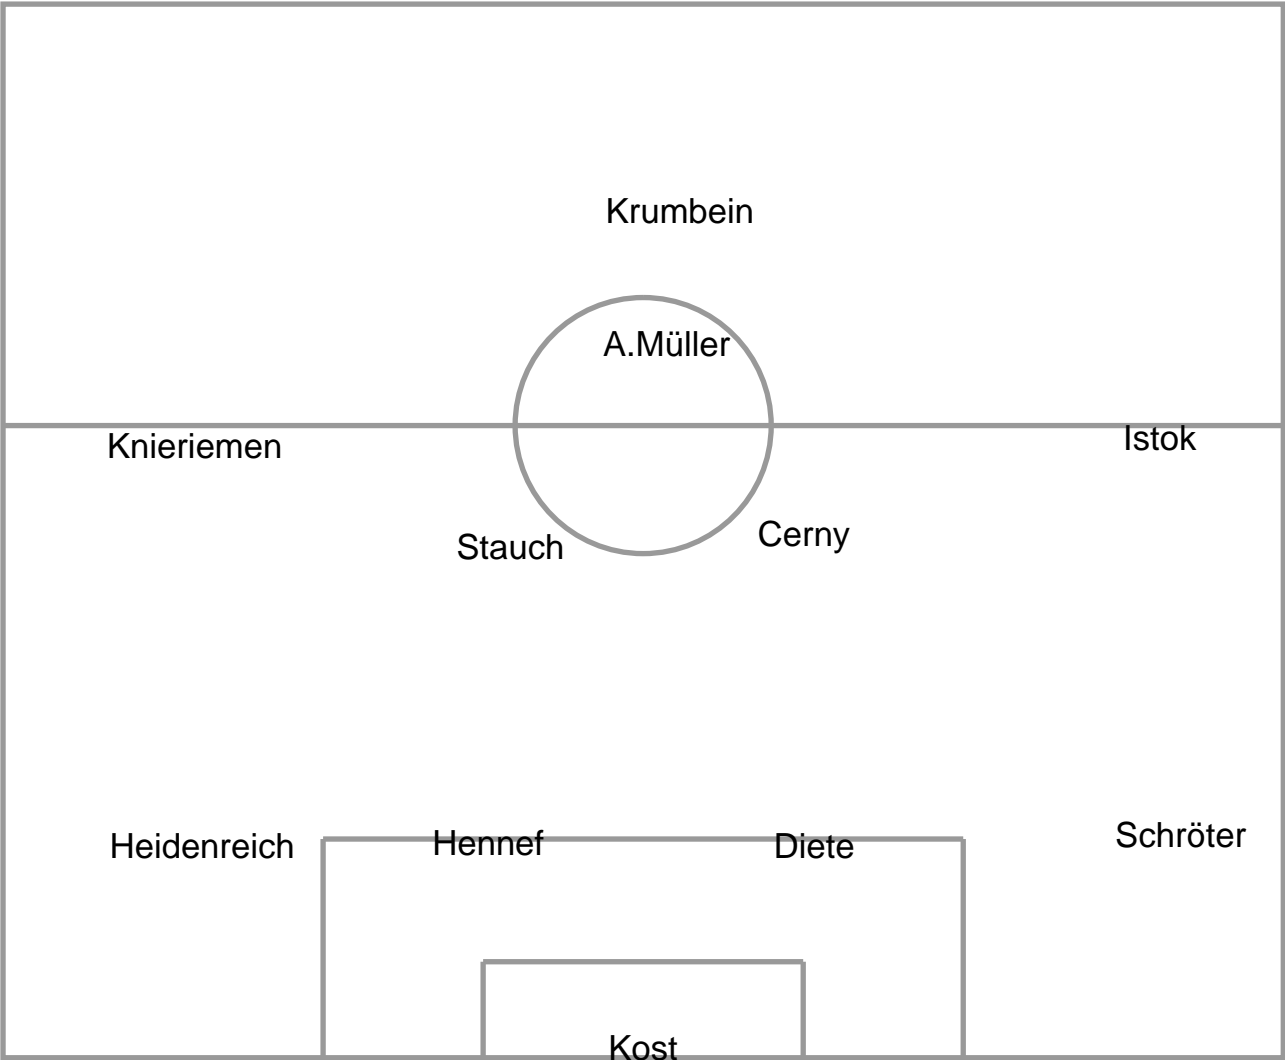 Krumbein
A.Müller
Knieriemen
Istok
Stauch
Cerny
Heidenreich
Hennef
Diete
Schröter
Kost